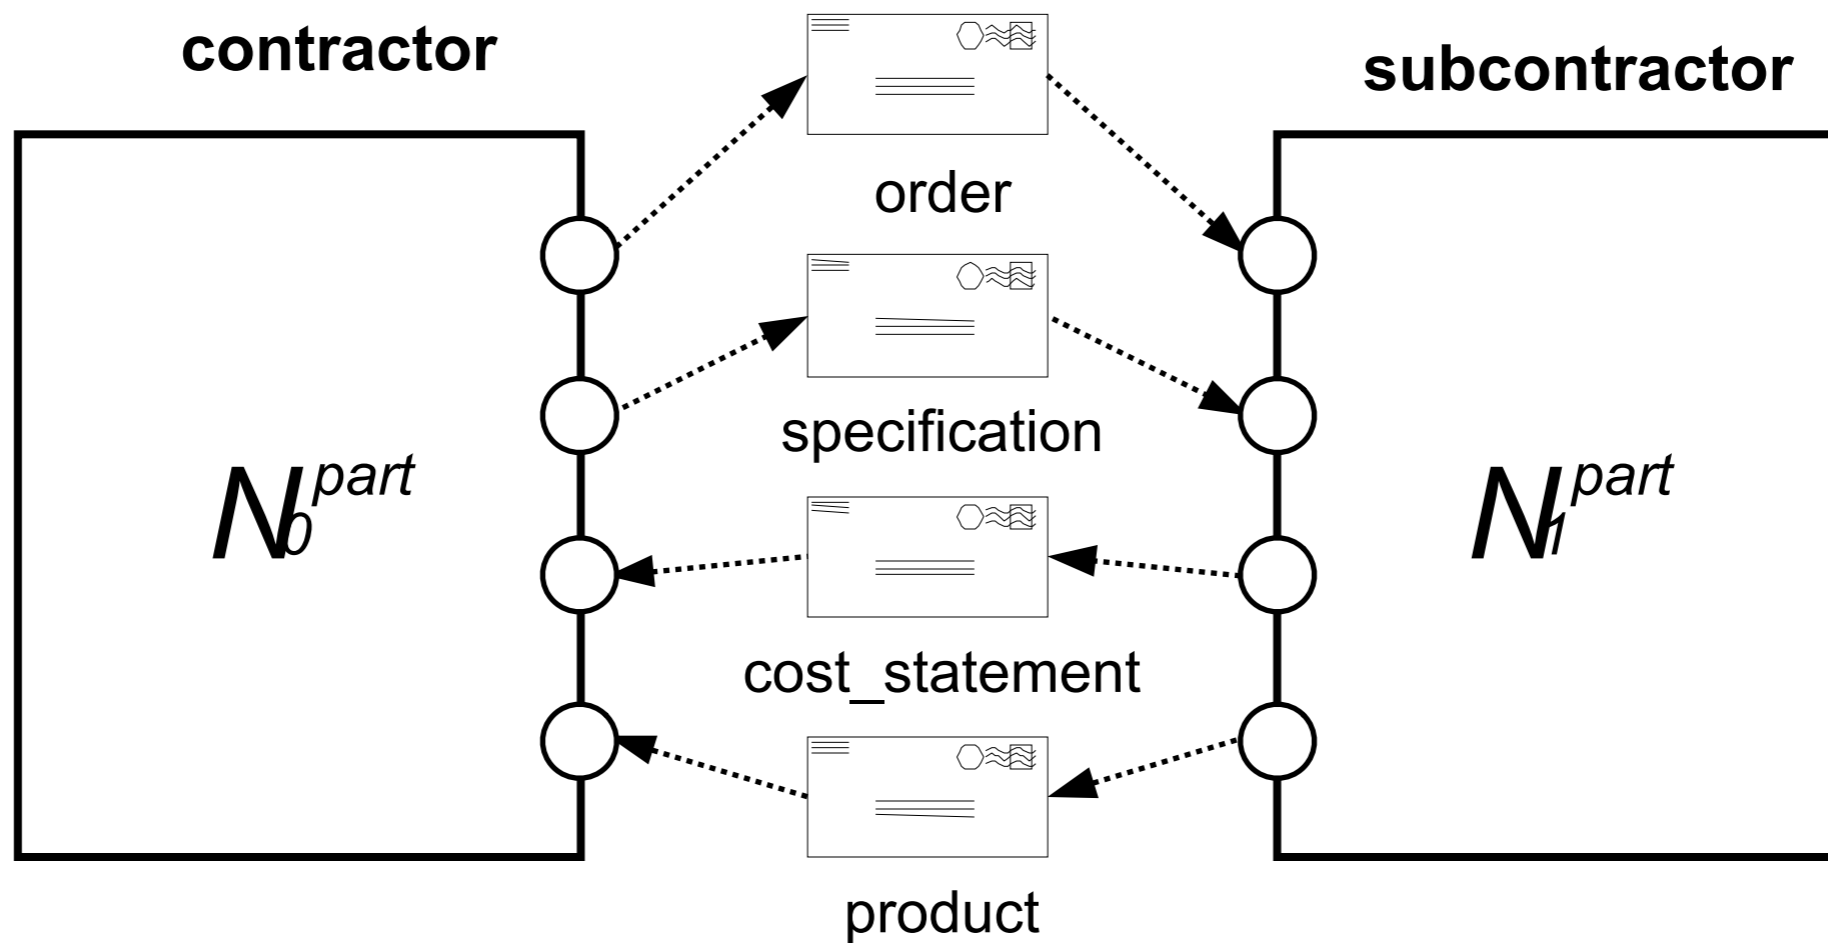 contractor
subcontractor
order
specification
N0part
N1part
cost_statement
product